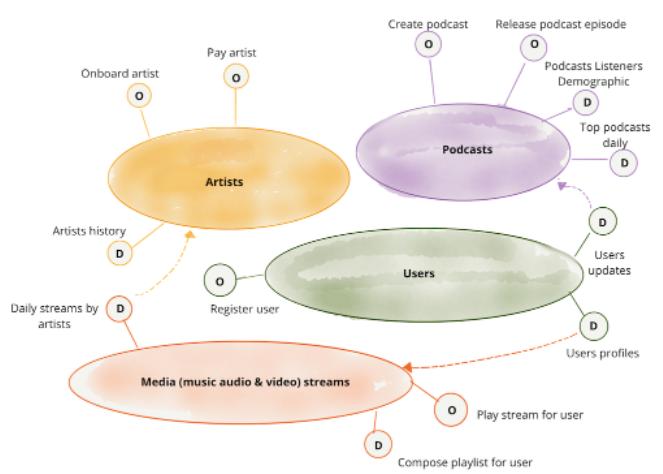 Create podcast
Release podcast episode
O
O
Pay artist
Onboard artist
O
O
Podcasts Listeners
Demographic
D
Top podcasts
daily
D
Podcasts
Artists
Artists history
D
D
Users
updates
Users
O
Register user
Daily streams by
artists
D
D
Users profiles
Media (music audio & video) streams
O
Play stream for user
D
Compose playlist for user